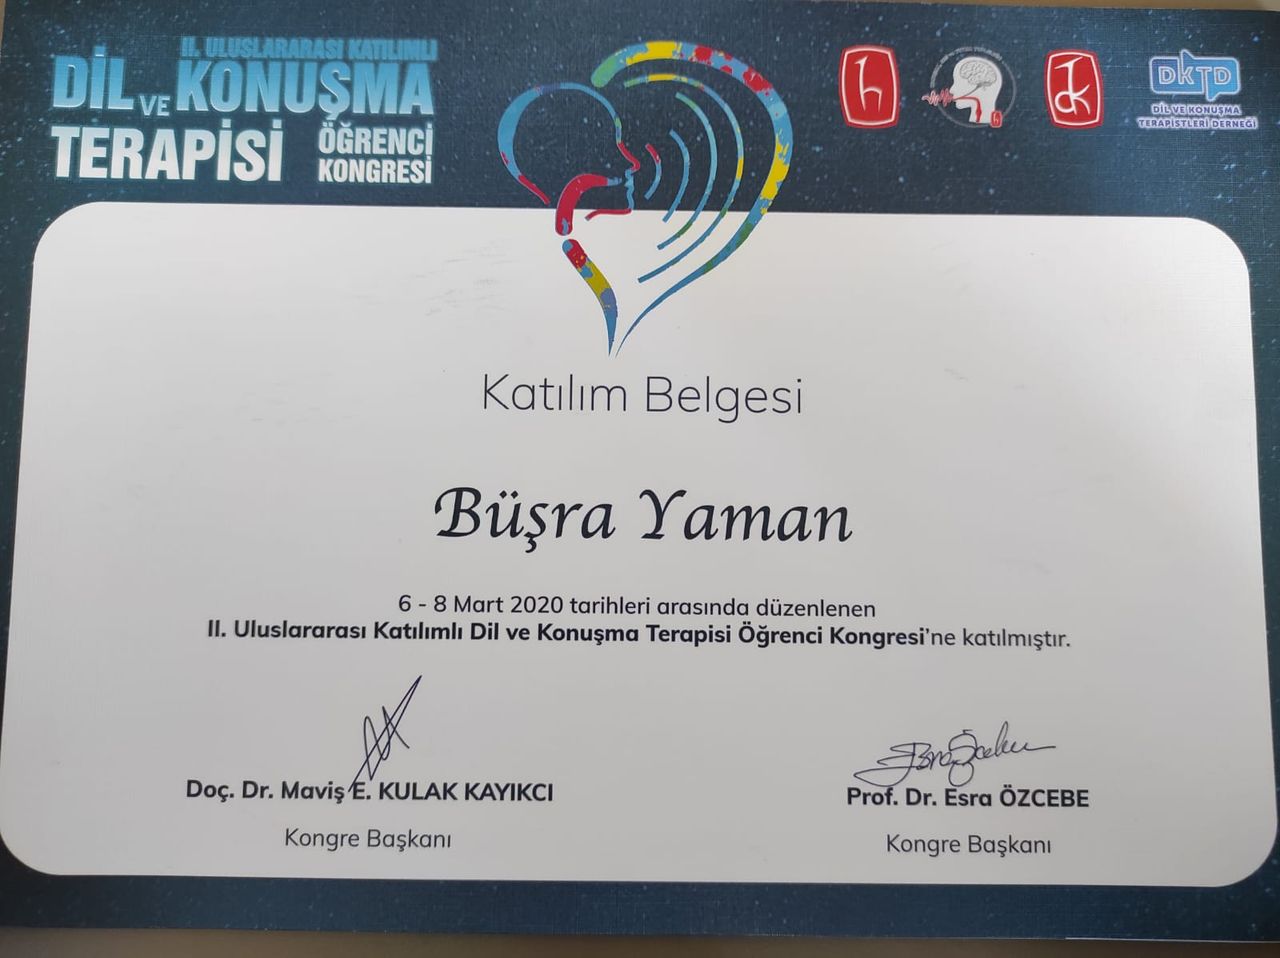 II. ULUSLARARASI KATILIMLI
DİL VE KONUŞMA
TERAPİSİ ÖĞRENCİ
KONGRESİ
DKTD
DİL VE KONUŞMA
TERAPİSTLERİ DERNEĞİ
Katılım Belgesi
Büşra Yaman
6 - 8 Mart 2020 tarihleri arasında düzenlenen
II. Uluslararası Katılımlı Dil ve Konuşma Terapisi Öğrenci Kongresi'ne katılmıştır.
Doç. Dr. Maviş E. KULAK KAYIKCI
Kongre Başkanı
Prof. Dr. Esra ÖZCEBE
Kongre Başkanı